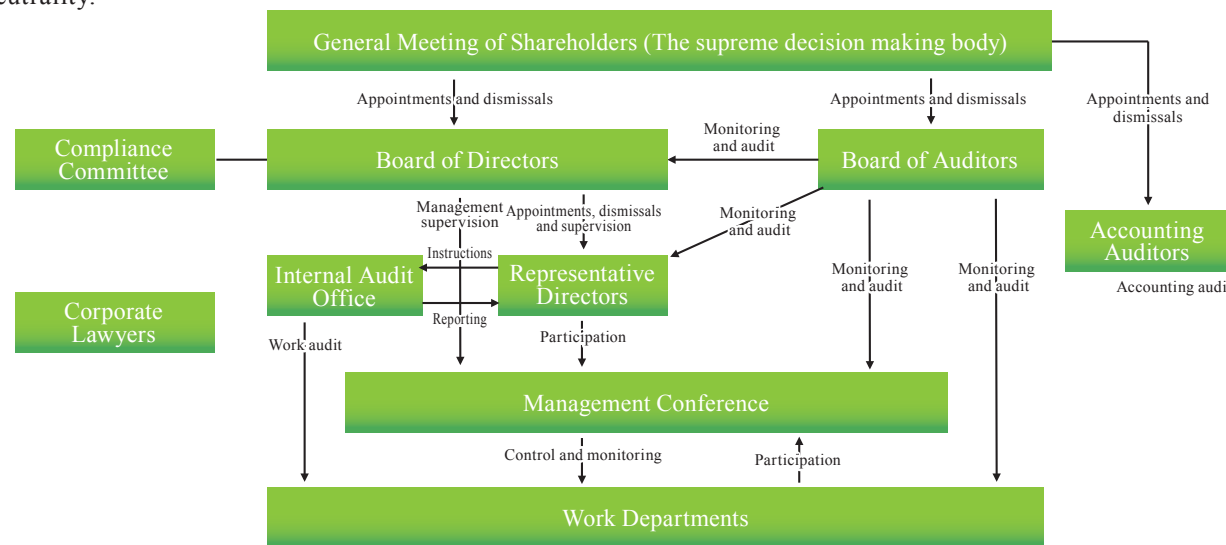 General Meeting of Shareholders (The supreme decision making body)
Appointments and dismissals
Appointments and dismissals
Appointments and
dismissals
Compliance
Committee
Board of Directors
Monitoring
and audit
Board of Auditors
Management
supervision
Appointments, dismissals
and supervision
Monitoring
and audit
Accounting
Auditors
Instructions
Internal Audit
Office
Representative
Directors
Monitoring
and audit
Monitoring
and audit
Accounting
Corporate
Lawyers
Reporting
Work audit
Participation
Management Conference
Control and monitoring
Participation
Work Departments